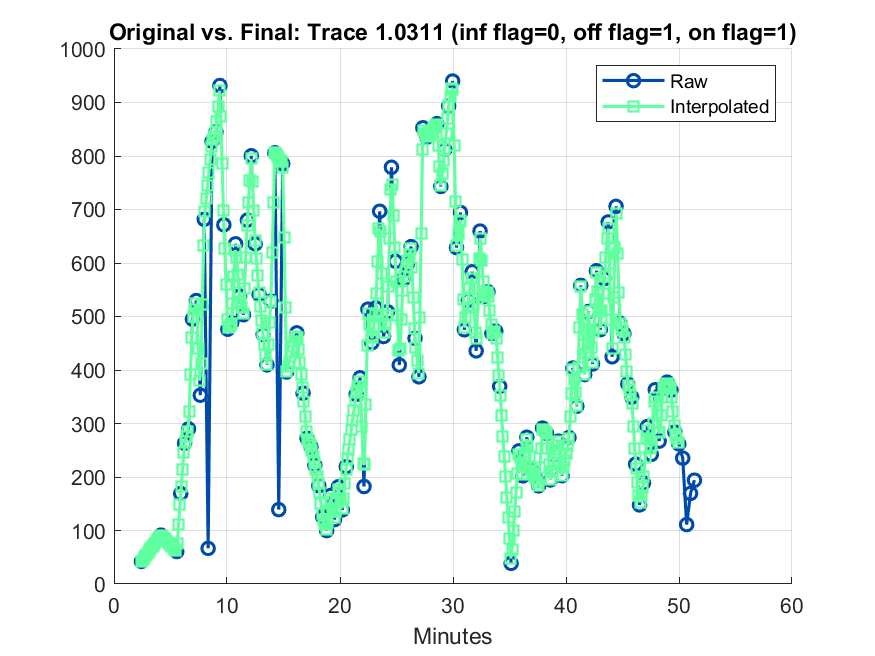 Original vs. Final: Trace 1.0311 (inf flag=0, off flag=1, on flag=1)
1000
900
800
700
600
500
400
300
200
100
0
Raw
Interpolated
0 10 20 30 40 50 60
Minutes